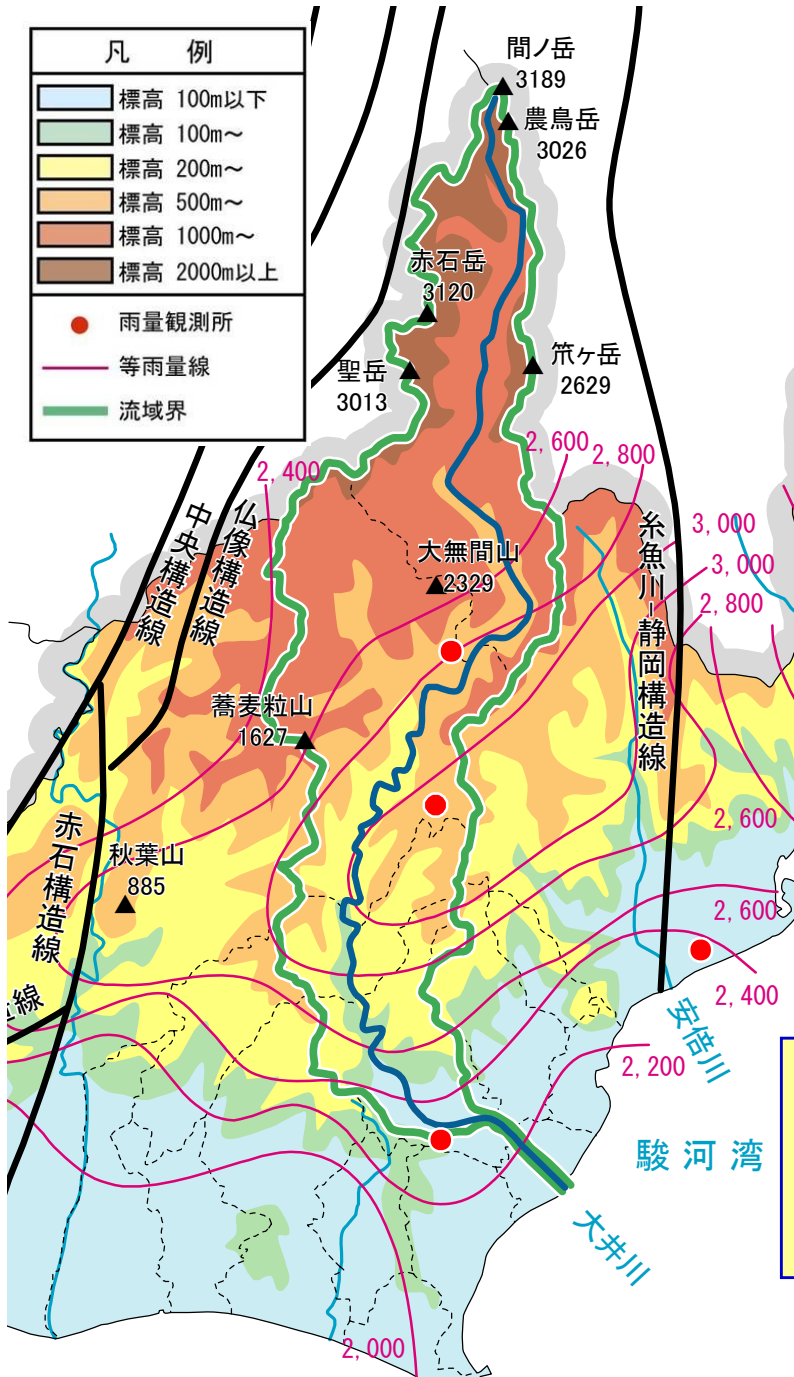 凡 例
標高 100m以下
標高 100m～
標高 200m～
標高 500m～
標高 1000m～
標高 2000m以上
雨量観測所
等雨量線
流域界
間ノ岳
3189
農鳥岳
3026
赤石岳
3120
聖岳
3013
笊ヶ岳
2629
2,400
2,600
2,800
3,000
3,000
2,800
中央構造線
仏像構造線
糸魚川-静岡構造線
大無間山
2329
蕎麦粒山
1627
赤石構造線
秋葉山
885
2,600
2,600
2,400
2,200
線
安倍川
駿河湾
大井川
2,000